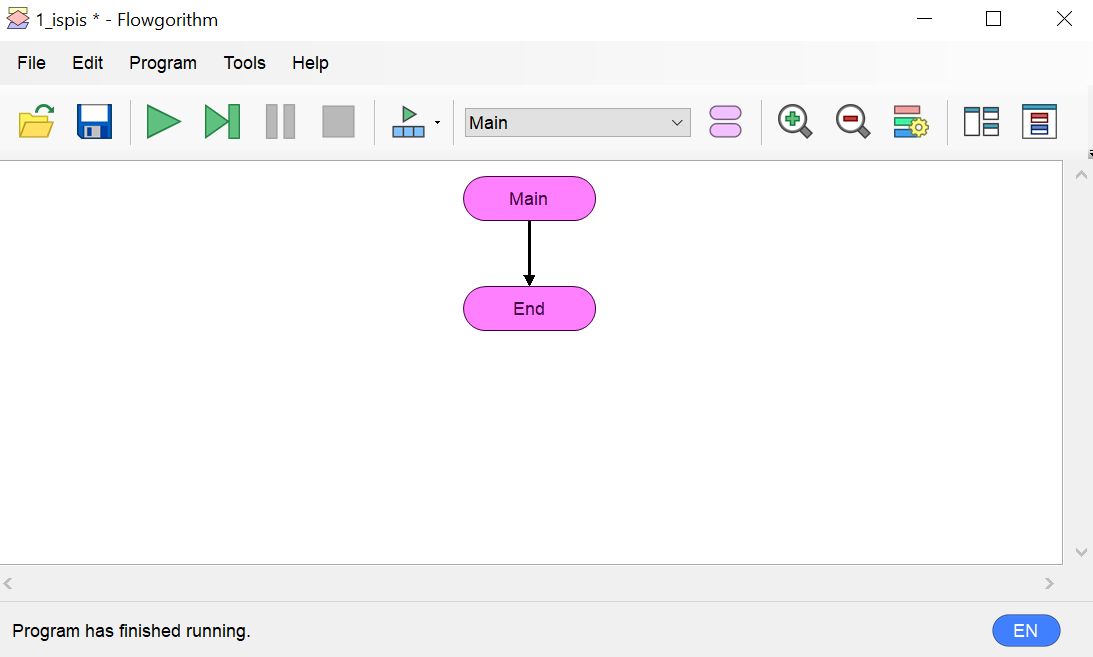 1_ispis * - Flowgorithm
File Edit Program Tools Help
Main
Main
End
Program has finished running.
EN